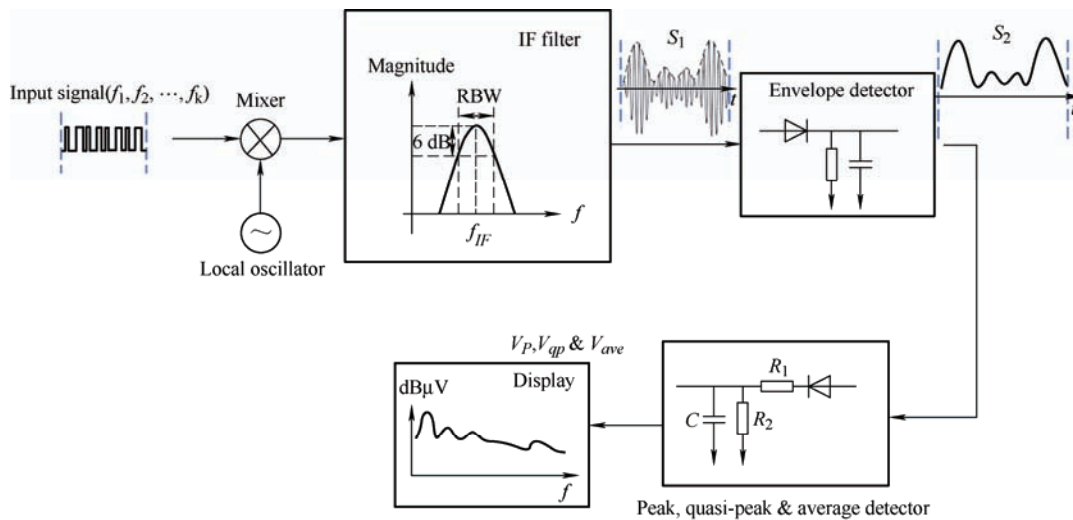 IF filter
S₁
S₂
Magnitude
Input signal(f₁, f₂, ⋯, fₖ)
Mixer
RBW
6 dB
t
Envelope detector
f
f_IF
Local oscillator
V_P, V_qp & V_ave
Display
dBμV
f
R₁
C
R₂
Peak, quasi-peak & average detector